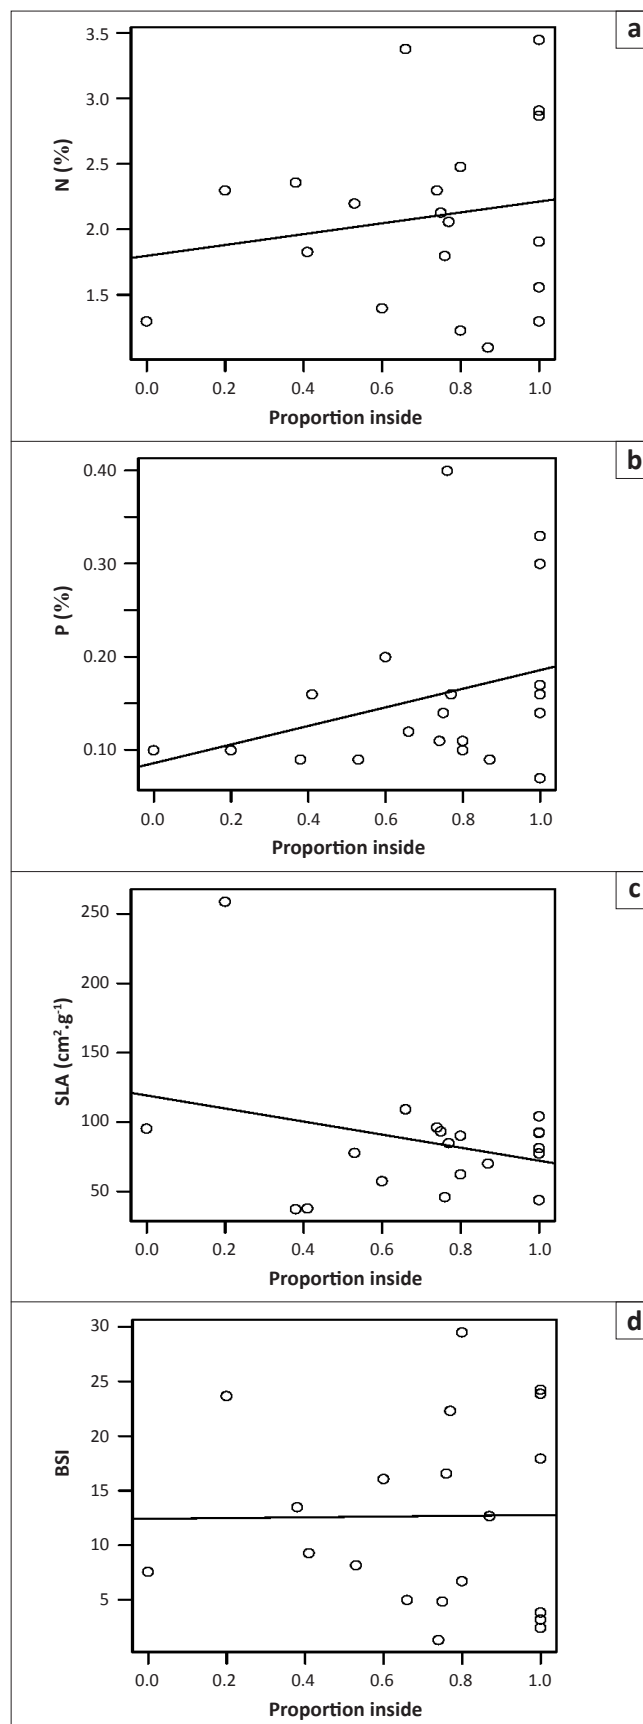 a
3.5
3.0
2.5
2.0
1.5
N (%)
0.0 0.2 0.4 0.6 0.8 1.0
Proportion inside
b
0.40
0.30
0.20
0.10
P (%)
0.0 0.2 0.4 0.6 0.8 1.0
Proportion inside
c
250
200
150
100
50
SLA (cm².g⁻¹)
0.0 0.2 0.4 0.6 0.8 1.0
Proportion inside
d
30
25
20
15
10
5
BSI
0.0 0.2 0.4 0.6 0.8 1.0
Proportion inside